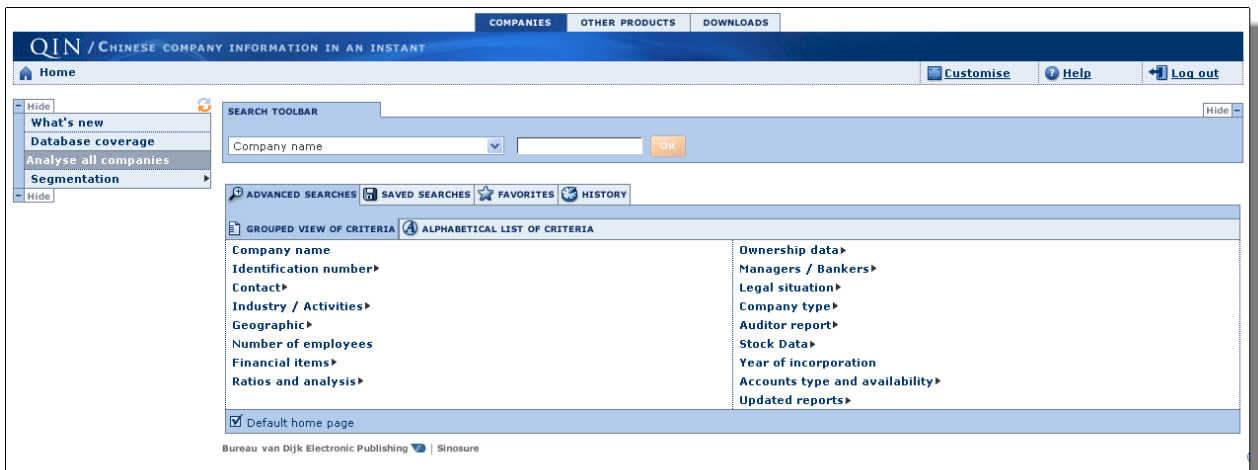 COMPANIES OTHER PRODUCTS DOWNLOADS
QIN / CHINESE COMPANY INFORMATION IN AN INSTANT
Home Customise Help Log out
Hide
What's new
Database coverage
Analyse all companies
Segmentation
Hide
SEARCH TOOLBAR Hide
Company name OK
ADVANCED SEARCHES SAVED SEARCHES FAVORITES HISTORY
GROUPED VIEW OF CRITERIA ALPHABETICAL LIST OF CRITERIA
Company name
Identification number
Contact
Industry / Activities
Geographic
Number of employees
Financial items
Ratios and analysis
Ownership data
Managers / Bankers
Legal situation
Company type
Auditor report
Stock Data
Year of incorporation
Accounts type and availability
Updated reports
Default home page
Bureau van Dijk Electronic Publishing | Sinosure